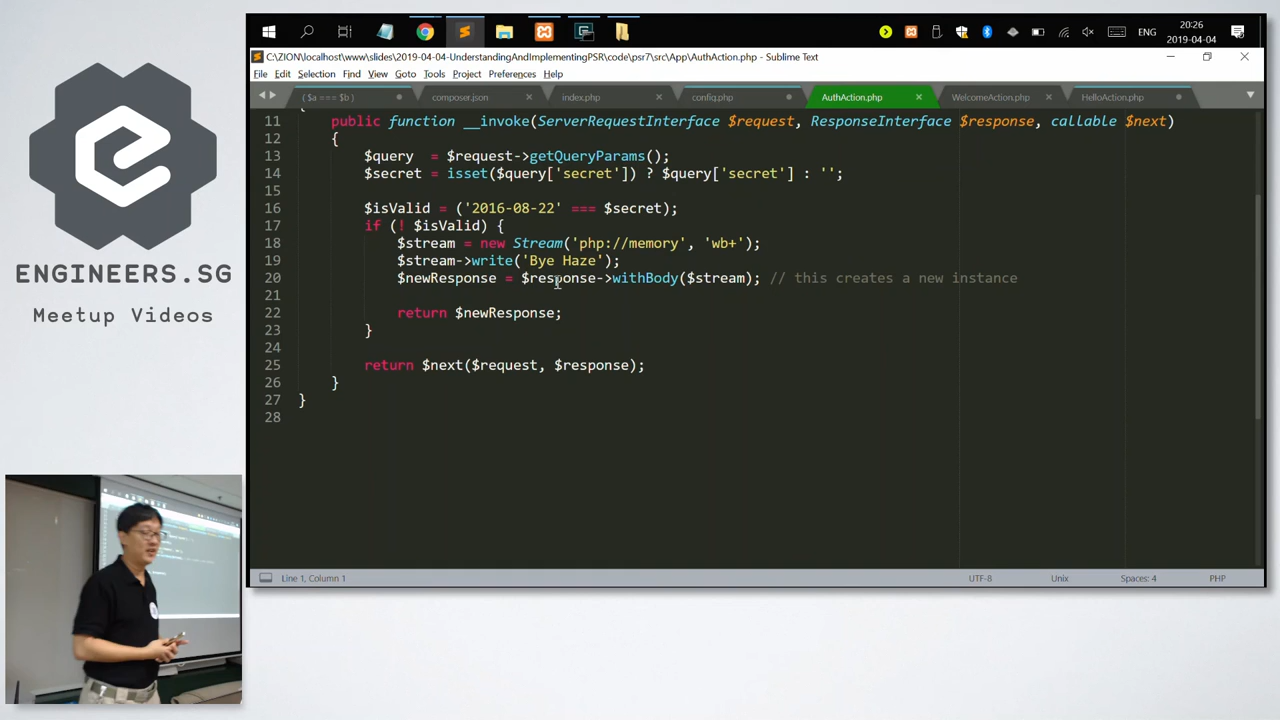 20:26
ENG
2019-04-04
C:\ZION\localhost\www\slides\2019-04-04-UnderstandingAndImplementingPSR\code\psr7\src\App\AuthAction.php - Sublime Text
File Edit Selection Find View Goto Tools Project Preferences Help
( $a === $b )
composer.json
index.php
config.php
AuthAction.php
WelcomeAction.php
HelloAction.php
11 public function __invoke(ServerRequestInterface $request, ResponseInterface $response, callable $next)
12 {
13 $query  = $request->getQueryParams();
14 $secret = isset($query['secret']) ? $query['secret'] : '';
15
16 $isValid = ('2016-08-22' === $secret);
17 if (! $isValid) {
18 $stream = new Stream('php://memory', 'wb+');
19 $stream->write('Bye Haze');
20 $newResponse = $response->withBody($stream); // this creates a new instance
21
22 return $newResponse;
23 }
24
25 return $next($request, $response);
26 }
27 }
28
Line 1, Column 1
UTF-8
Unix
Spaces: 4
PHP
ENGINEERS.SG
Meetup Videos